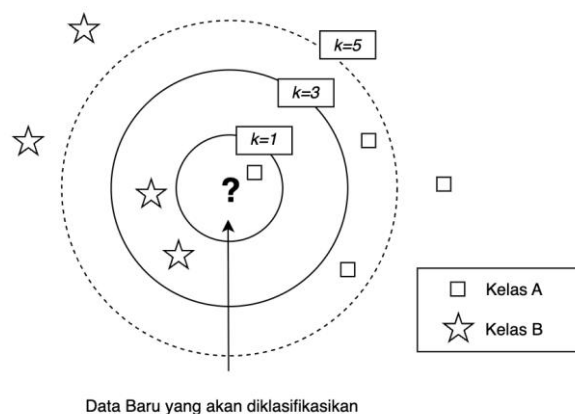 k=5
k=3
k=1
?
Kelas A
Kelas B
Data Baru yang akan diklasifikasikan